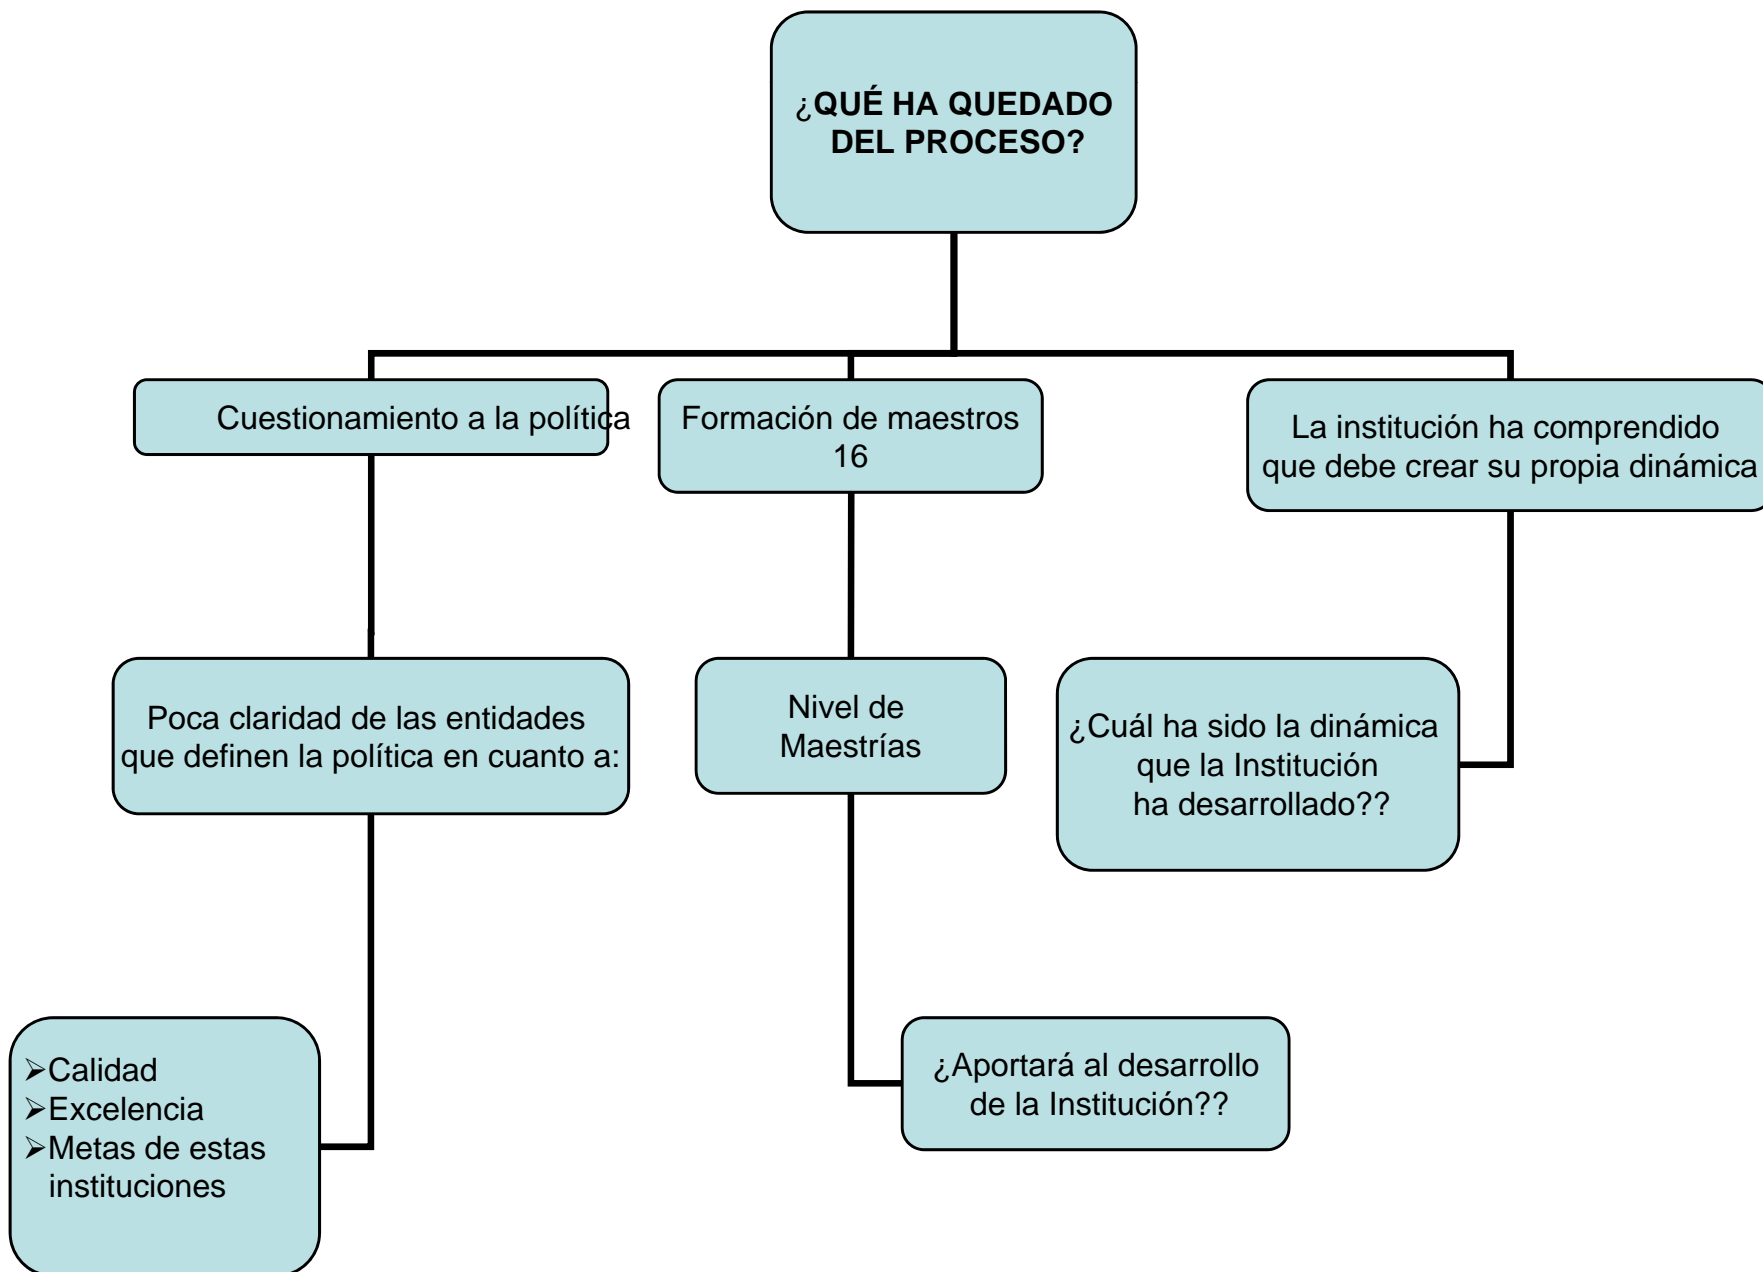 ¿QUÉ HA QUEDADO
DEL PROCESO?
Cuestionamiento a la política
Formación de maestros
16
La institución ha comprendido
que debe crear su propia dinámica
Poca claridad de las entidades
que definen la política en cuanto a:
Nivel de
Maestrías
¿Cuál ha sido la dinámica
que la Institución
ha desarrollado??
➢Calidad
➢Excelencia
➢Metas de estas
instituciones
¿Aportará al desarrollo
de la Institución??